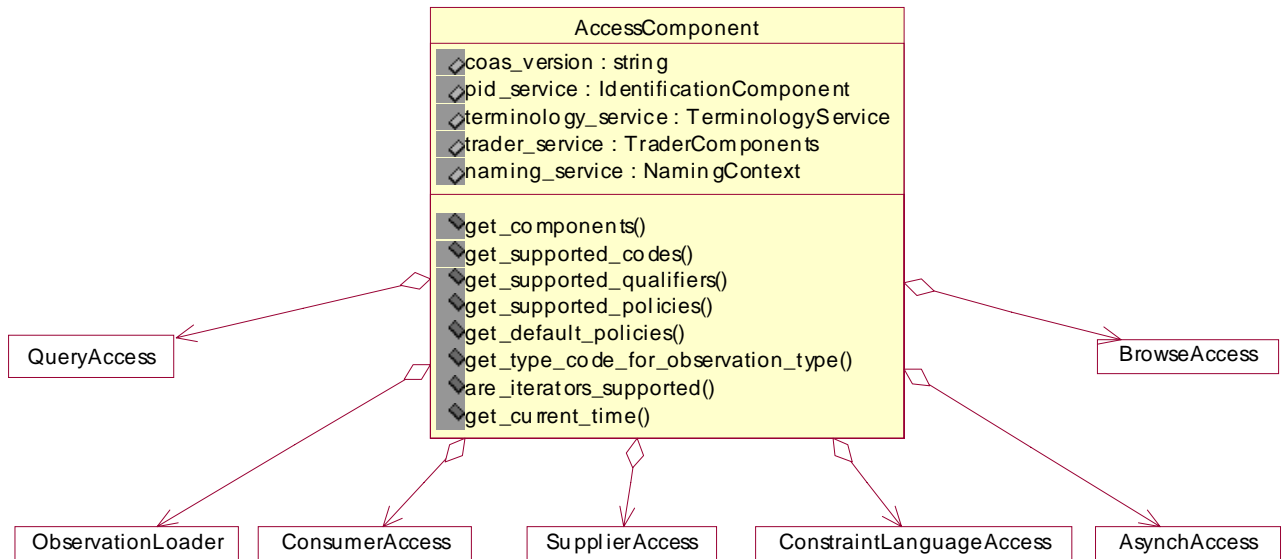 AccessComponent
coas_version : string
pid_service : IdentificationComponent
terminology_service : TerminologyService
trader_service : TraderComponents
naming_service : NamingContext
get_components()
get_supported_codes()
get_supported_qualifiers()
get_supported_policies()
get_default_policies()
get_type_code_for_observation_type()
are_iterators_supported()
get_current_time()
QueryAccess
BrowseAccess
ObservationLoader
ConsumerAccess
SupplierAccess
ConstraintLanguageAccess
AsynchAccess